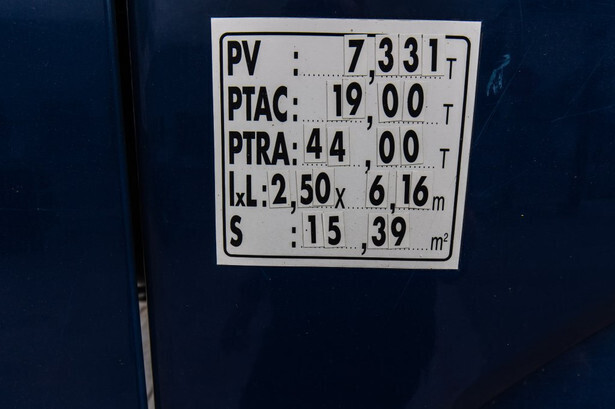 PV : 7,331 T
PTAC: 19,00 T
PTRA: 44,00 T
lxL: 2,50 x 6,16 m
S : 15,39 m²